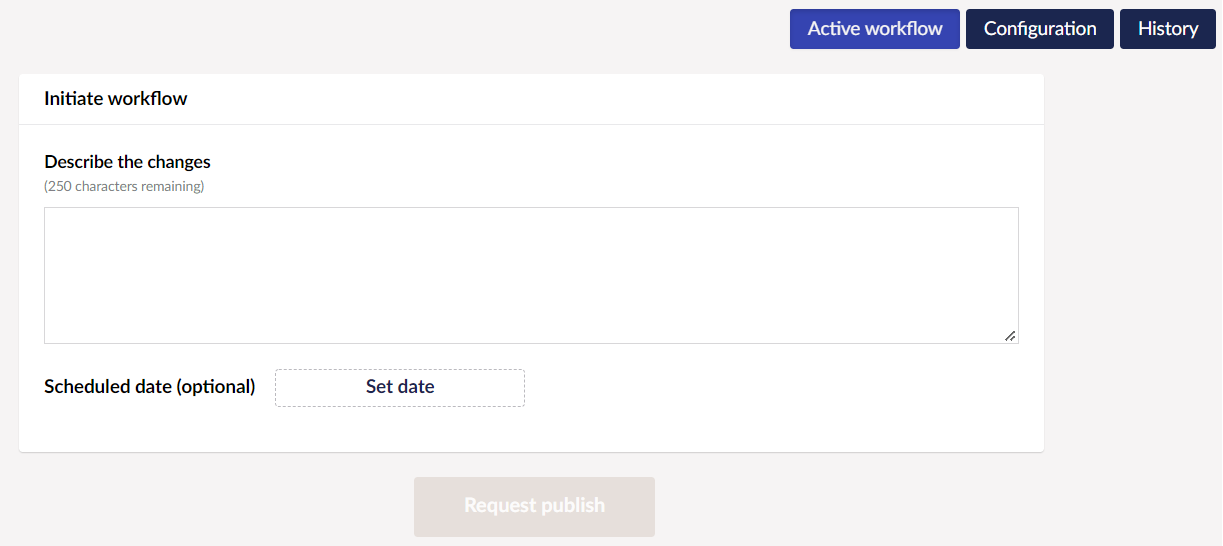 Active workflow Configuration History
Initiate workflow
Describe the changes
(250 characters remaining)
Scheduled date (optional) Set date
Request publish